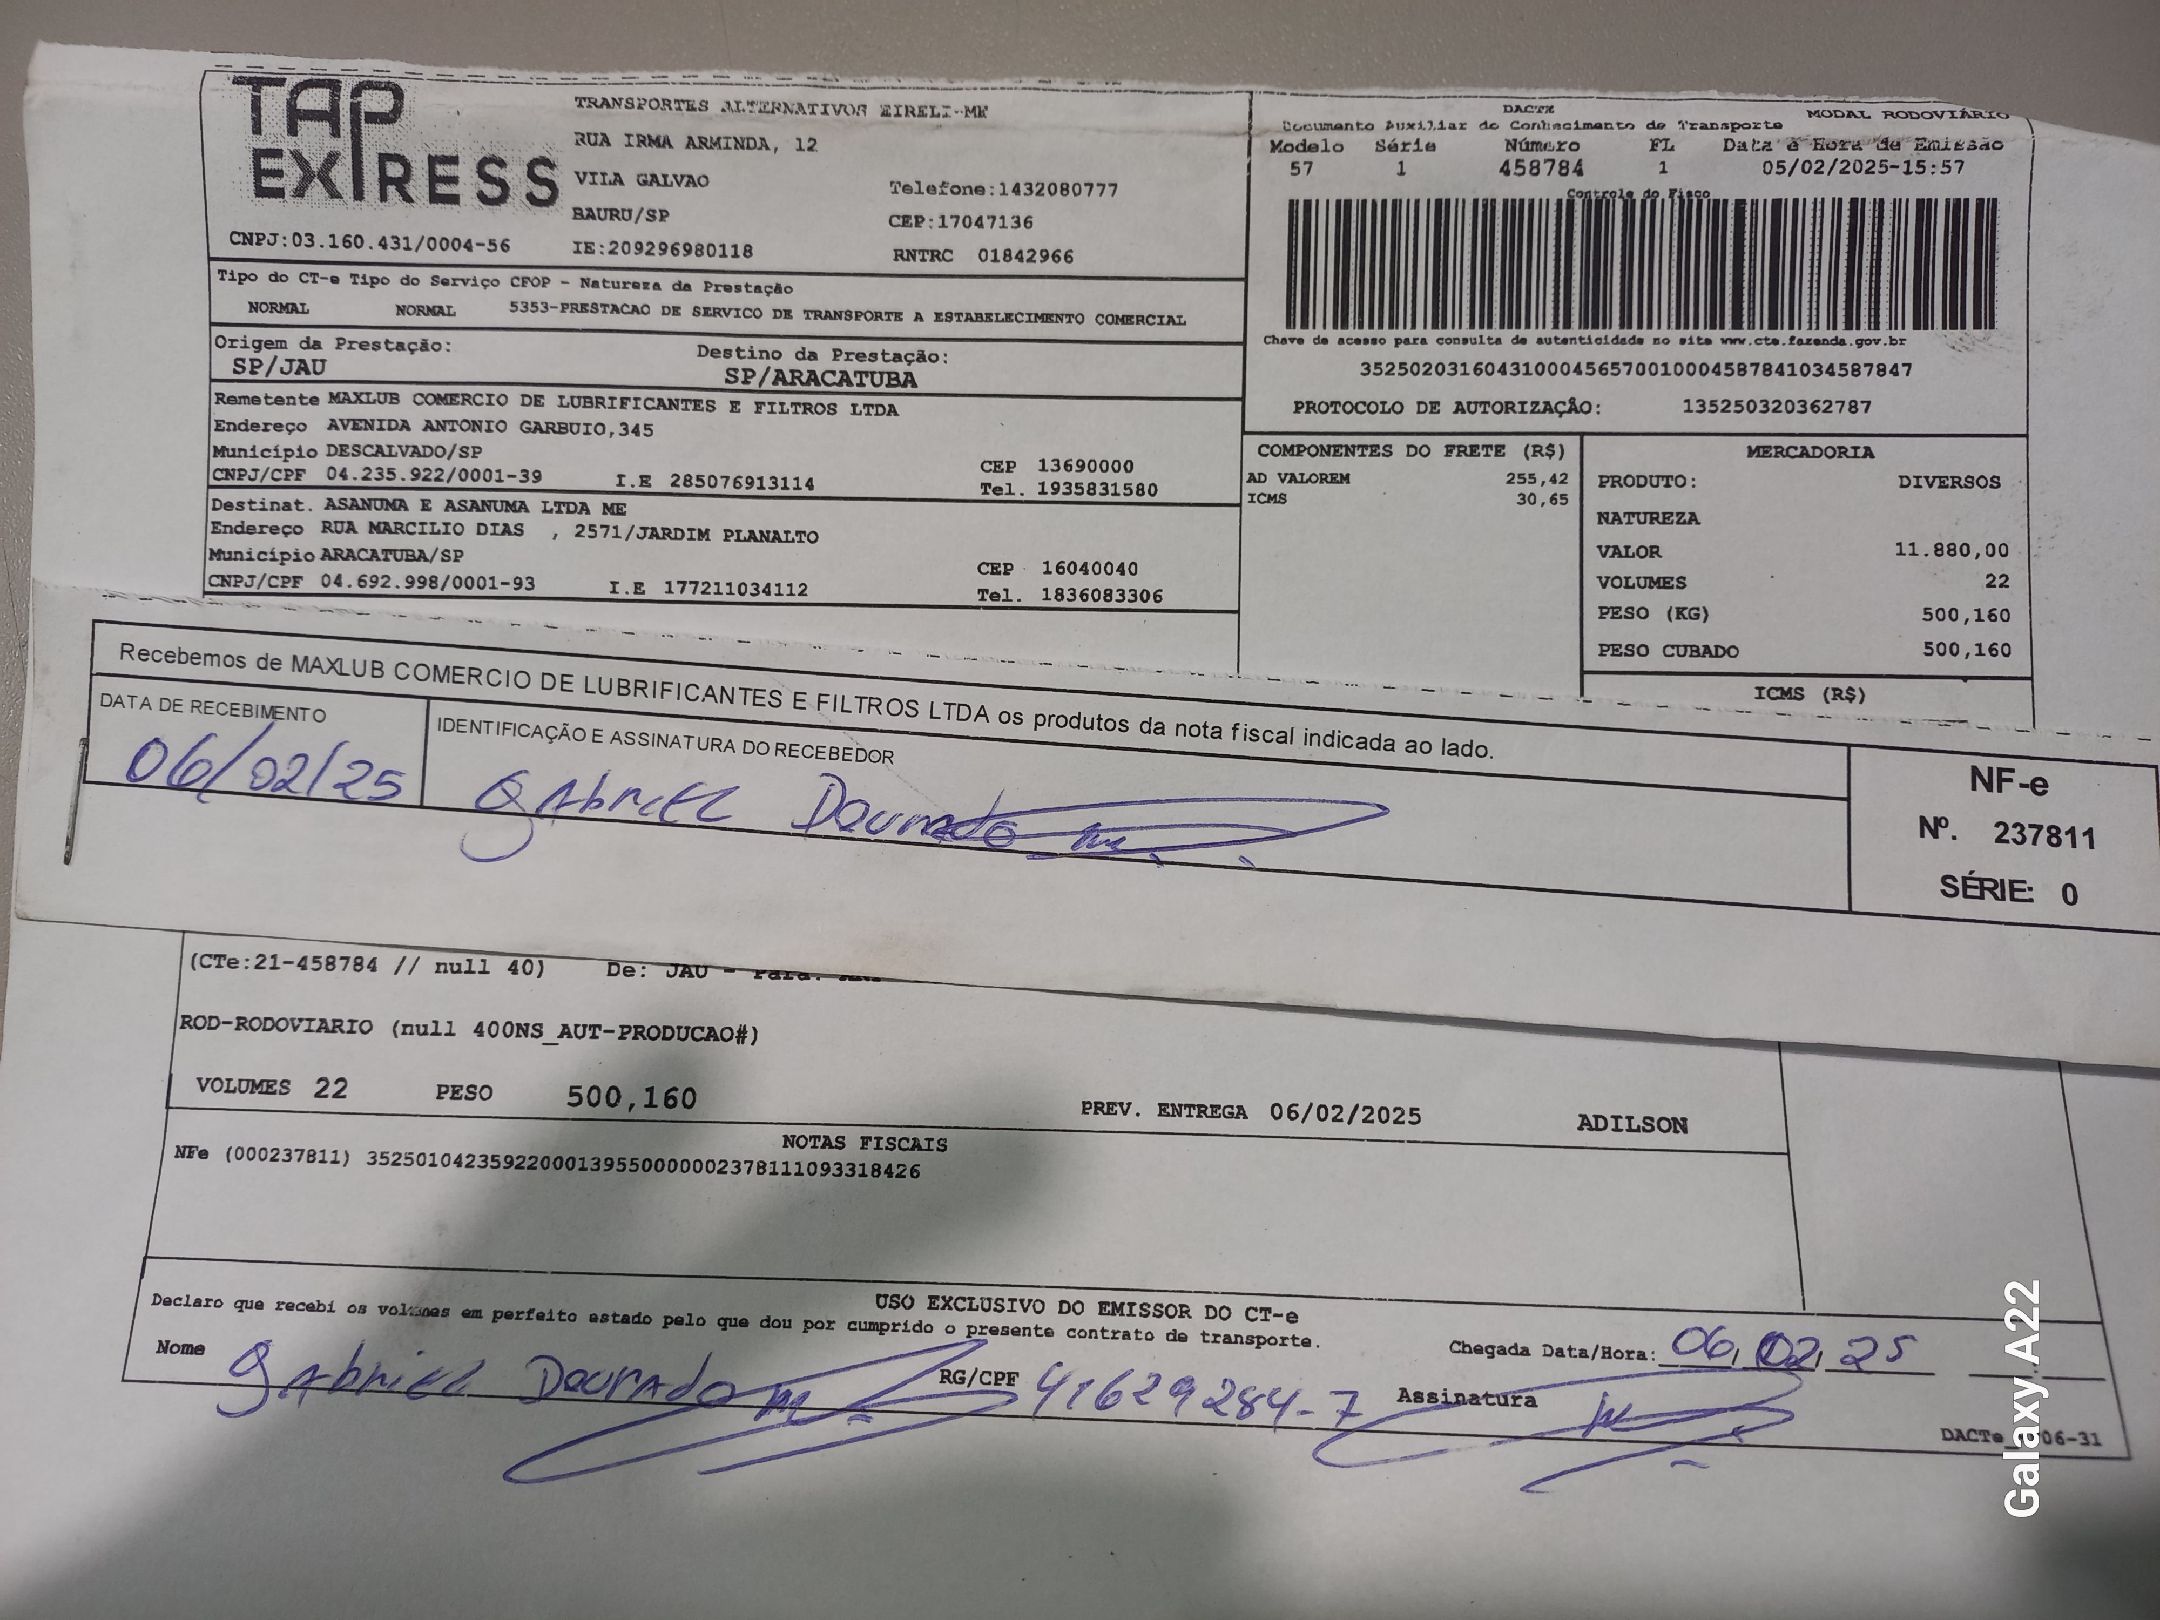 TAP EXPRESS
TRANSPORTES ALTERNATIVOS EIRELI-ME
RUA IRMA ARMINDA, 12
VILA GALVAO Telefone:1432080777
BAURU/SP CEP:17047136
CNPJ:03.160.431/0004-56 IE:209296980118 RNTRC 01842966
DACTE MODAL RODOVIÁRIO
Documento Auxiliar do Conhecimento de Transporte
Modelo Série Número FL Data e Hora de Emissão
57 1 458784 1 05/02/2025-15:57
Controle do Fisco
Chave de acesso para consulta de autenticidade no site www.cte.fazenda.gov.br
35250203160431000456570010004587841034587847
PROTOCOLO DE AUTORIZAÇÃO: 135250320362787
Tipo do CT-e Tipo do Serviço CFOP - Natureza da Prestação
NORMAL NORMAL 5353-PRESTACAO DE SERVICO DE TRANSPORTE A ESTABELECIMENTO COMERCIAL
Origem da Prestação: Destino da Prestação:
SP/JAU SP/ARACATUBA
Remetente MAXLUB COMERCIO DE LUBRIFICANTES E FILTROS LTDA
Endereço AVENIDA ANTONIO GARBUIO,345
Município DESCALVADO/SP CEP 13690000
CNPJ/CPF 04.235.922/0001-39 I.E 285076913114 Tel. 1935831580
Destinat. ASANUMA E ASANUMA LTDA ME
Endereço RUA MARCILIO DIAS , 2571/JARDIM PLANALTO
Município ARACATUBA/SP CEP 16040040
CNPJ/CPF 04.692.998/0001-93 I.E 177211034112 Tel. 1836083306
COMPONENTES DO FRETE (R$)
AD VALOREM 255,42
ICMS 30,65
MERCADORIA
PRODUTO: DIVERSOS
NATUREZA
VALOR 11.880,00
VOLUMES 22
PESO (KG) 500,160
PESO CUBADO 500,160
ICMS (R$)
Recebemos de MAXLUB COMERCIO DE LUBRIFICANTES E FILTROS LTDA os produtos da nota fiscal indicada ao lado.
DATA DE RECEBIMENTO IDENTIFICAÇÃO E ASSINATURA DO RECEBEDOR
06/02/25 Gabriel Dourado M.
NF-e
Nº. 237811
SÉRIE: 0
(CTe:21-458784 // null 40) De: JAU - Para:
ROD-RODOVIARIO (null 400NS_AUT-PRODUCAO#)
VOLUMES 22 PESO 500,160 PREV. ENTREGA 06/02/2025 ADILSON
NOTAS FISCAIS
NFe (000237811) 35250104235922000139550000002378111093318426
USO EXCLUSIVO DO EMISSOR DO CT-e
Declaro que recebi os volumes em perfeito estado pelo que dou por cumprido o presente contrato de transporte.
Nome Gabriel Dourado M. RG/CPF 41629284-7 Assinatura Chegada Data/Hora: 06, 02, 25
DACTe 06-31
Galaxy A22